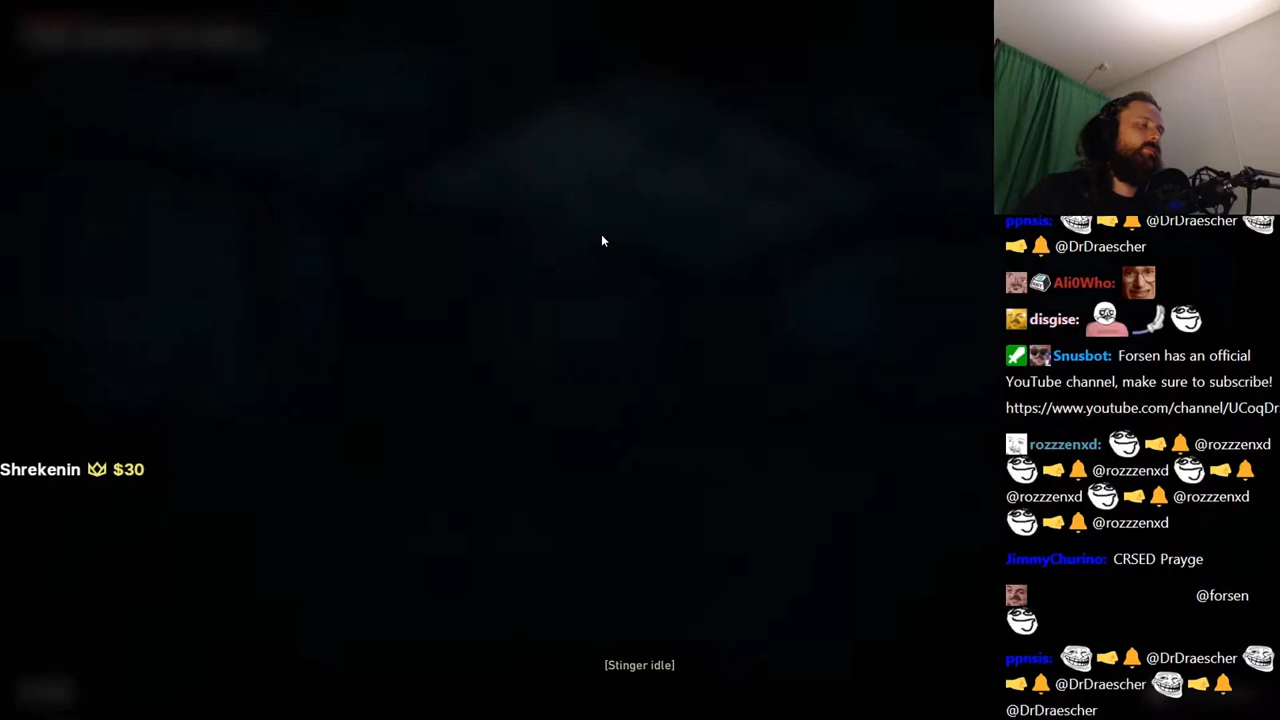 ppnsis: @DrDraescher
@DrDraescher
Ali0Who:
disgise:
Snusbot: Forsen has an official
YouTube channel, make sure to subscribe!
https://www.youtube.com/channel/UCoqDr
Shrekenin $30
rozzzenxd: @rozzzenxd
@rozzzenxd
@rozzzenxd @rozzzenxd
@rozzzenxd
JimmyChurino: CRSED Prayge
@forsen
ppnsis: @DrDraescher
@DrDraescher
@DrDraescher
[Stinger idle]